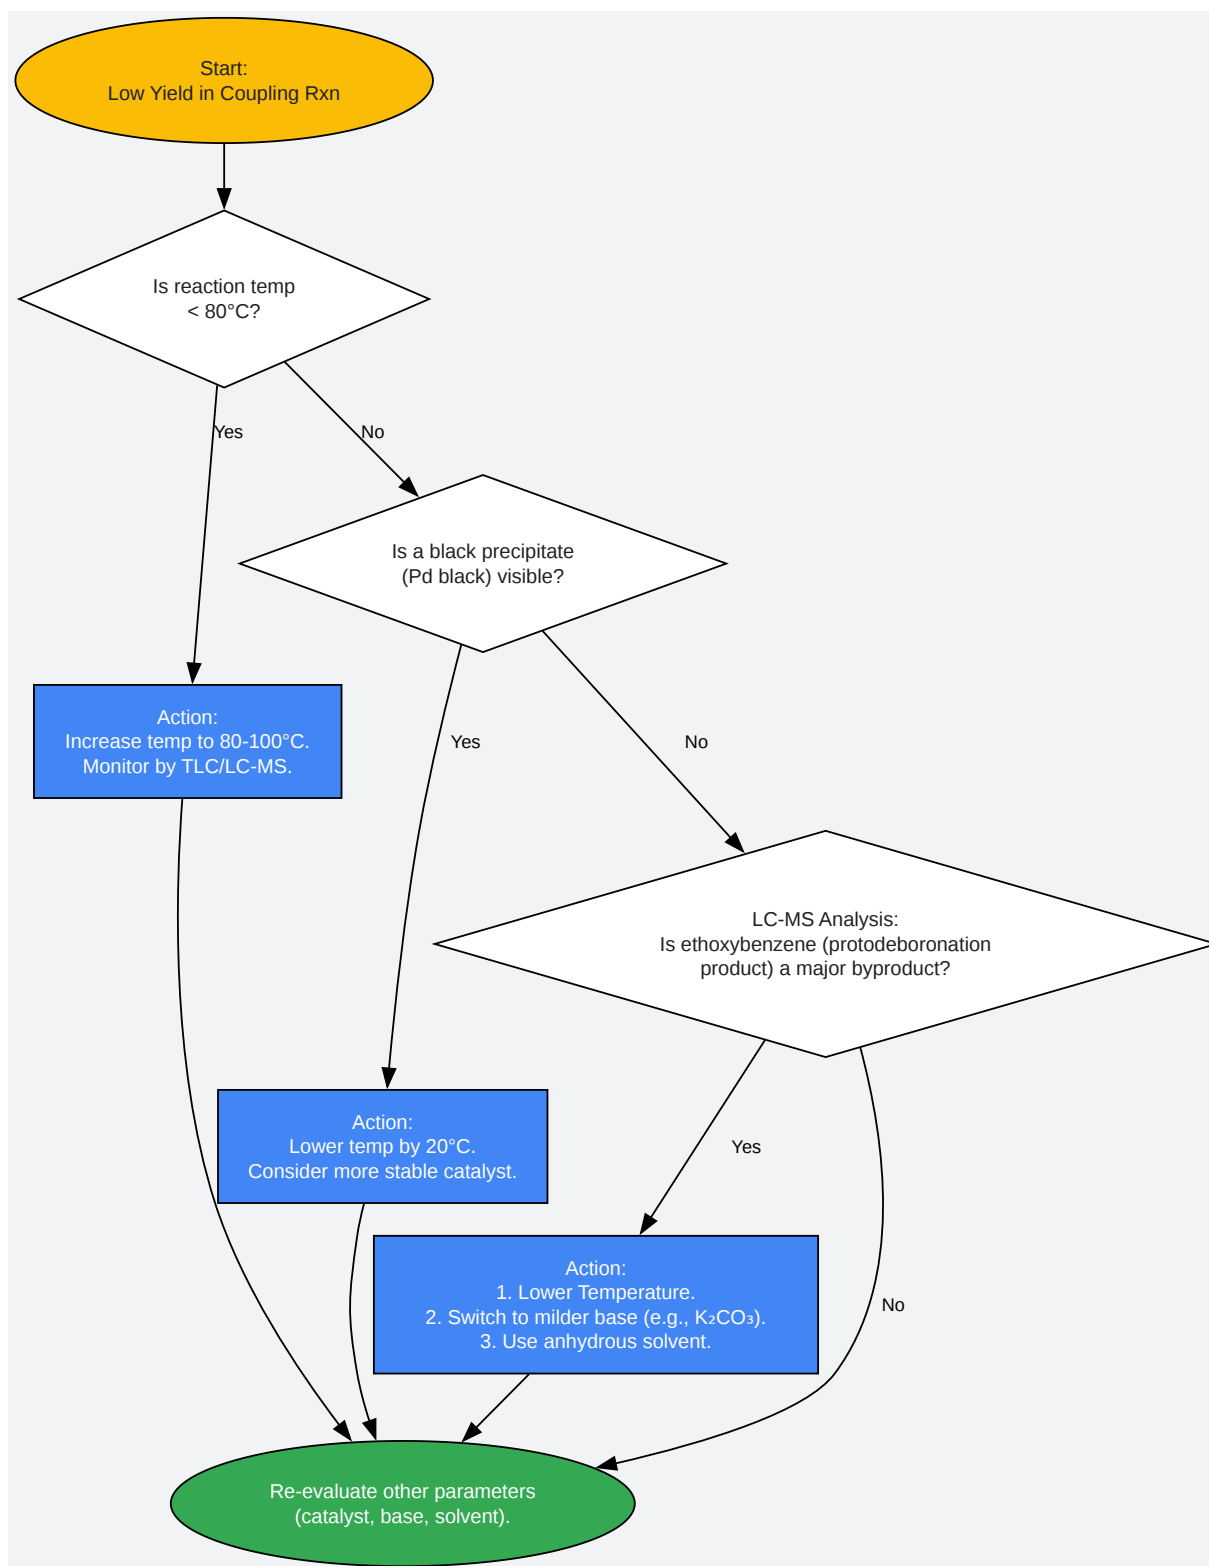 Start:
Low Yield in Coupling Rxn
Is reaction temp
< 80°C?
Yes
No
Is a black precipitate
(Pd black) visible?
Action:
Increase temp to 80-100°C.
Monitor by TLC/LC-MS.
Yes
No
LC-MS Analysis:
Is ethoxybenzene (protodeboronation
product) a major byproduct?
Action:
Lower temp by 20°C.
Consider more stable catalyst.
Yes
No
Action:
1. Lower Temperature.
2. Switch to milder base (e.g., K₂CO₃).
3. Use anhydrous solvent.
Re-evaluate other parameters
(catalyst, base, solvent).